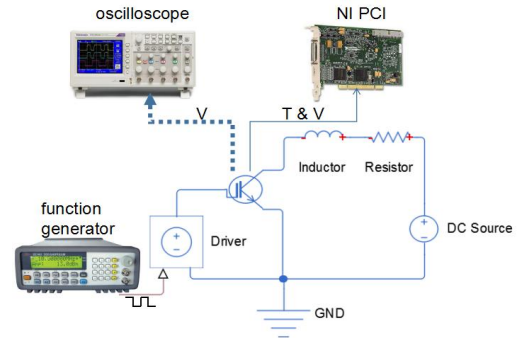 oscilloscope
NI PCI
V
T & V
Inductor
Resistor
function
generator
Driver
DC Source
GND